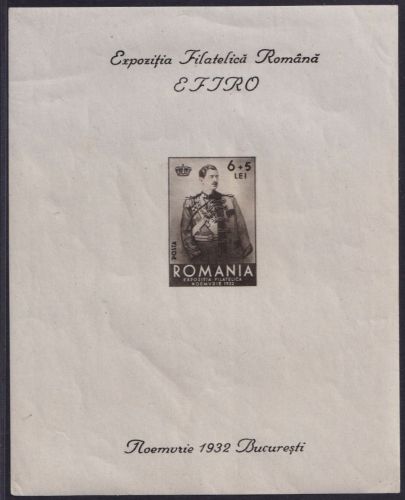 Expoziția Filatelică Română
EFIRO
6+5
LEI
POSTA
ROMANIA
EXPOZITIA FILATELICA
NOEMVRIE 1932
Noemvrie 1932 București